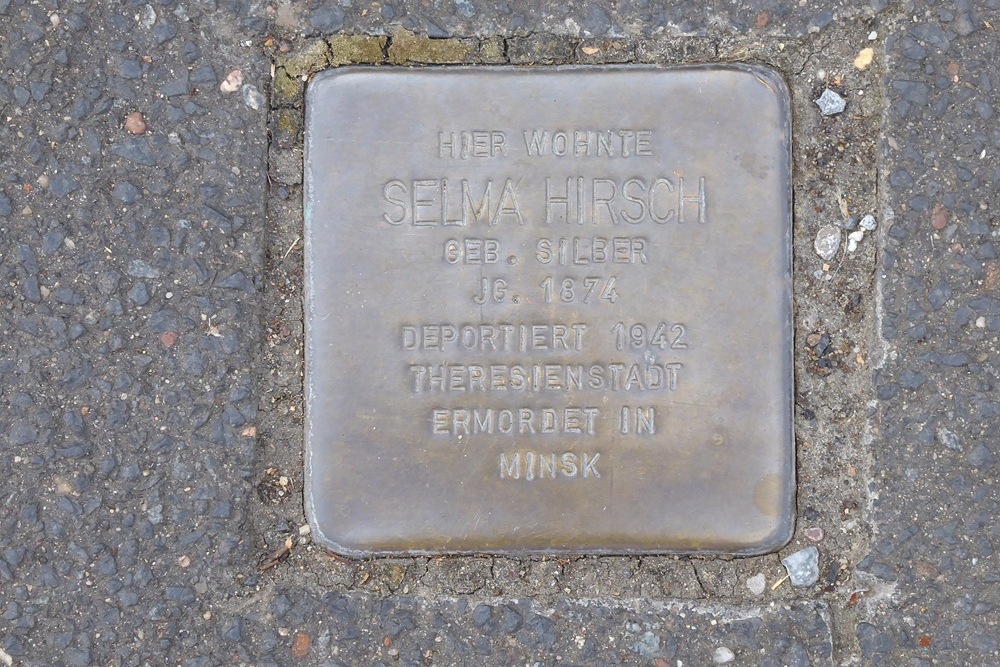 HIER WOHNTE
SELMA HIRSCH
GEB. SILBER
JG. 1874
DEPORTIERT 1942
THERESIENSTADT
ERMORDET IN
MINSK